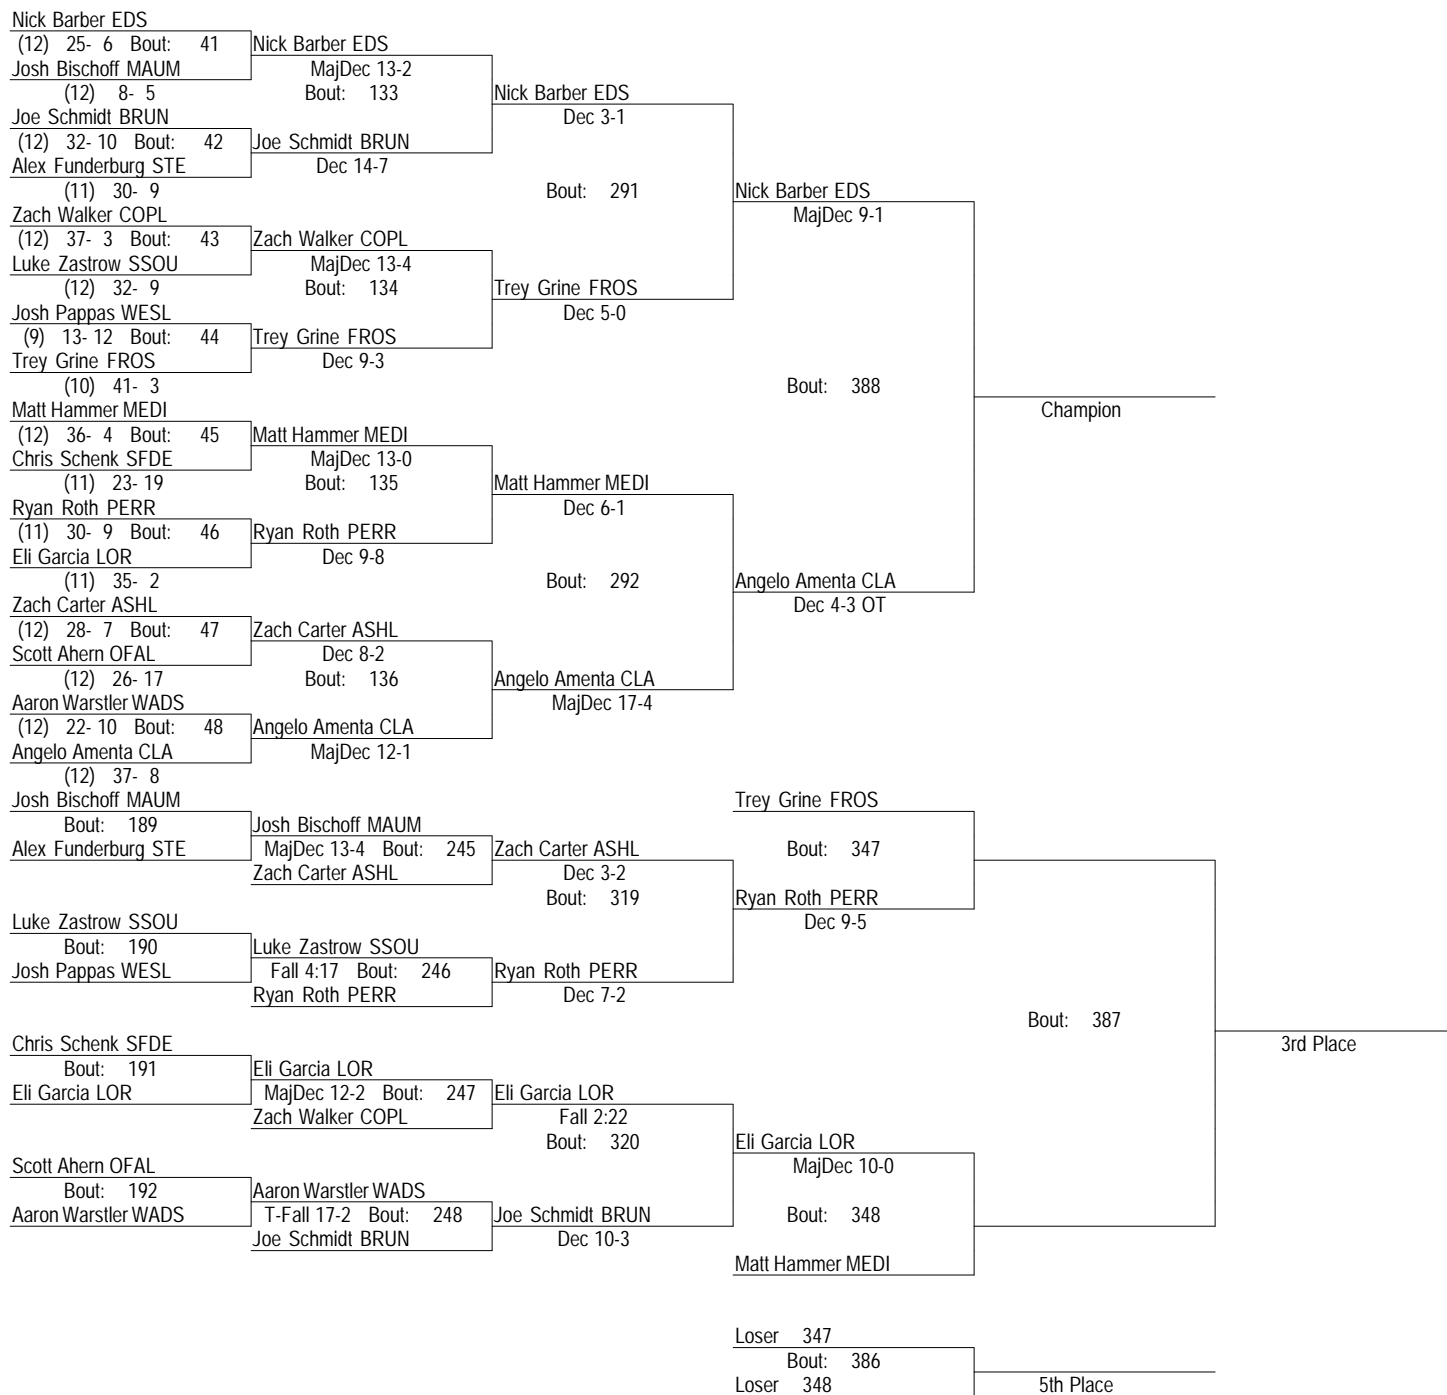 Nick Barber EDS
(12) 25- 6 Bout: 41 Nick Barber EDS
Josh Bischoff MAUM MajDec 13-2
(12) 8- 5 Bout: 133 Nick Barber EDS
Joe Schmidt BRUN Dec 3-1
(12) 32- 10 Bout: 42 Joe Schmidt BRUN
Alex Funderburg STE Dec 14-7
(11) 30- 9 Bout: 291 Nick Barber EDS
Zach Walker COPL MajDec 9-1
(12) 37- 3 Bout: 43 Zach Walker COPL
Luke Zastrow SSOU MajDec 13-4
(12) 32- 9 Bout: 134 Trey Grine FROS
Josh Pappas WESL Dec 5-0
(9) 13- 12 Bout: 44 Trey Grine FROS
Trey Grine FROS Dec 9-3
(10) 41- 3 Bout: 388
Matt Hammer MEDI Champion
(12) 36- 4 Bout: 45 Matt Hammer MEDI
Chris Schenk SFDE MajDec 13-0
(11) 23- 19 Bout: 135 Matt Hammer MEDI
Ryan Roth PERR Dec 6-1
(11) 30- 9 Bout: 46 Ryan Roth PERR
Eli Garcia LOR Dec 9-8
(11) 35- 2 Bout: 292 Angelo Amenta CLA
Zach Carter ASHL Dec 4-3 OT
(12) 28- 7 Bout: 47 Zach Carter ASHL
Scott Ahern OFAL Dec 8-2
(12) 26- 17 Bout: 136 Angelo Amenta CLA
Aaron Warstler WADS MajDec 17-4
(12) 22- 10 Bout: 48 Angelo Amenta CLA
Angelo Amenta CLA MajDec 12-1
(12) 37- 8
Josh Bischoff MAUM Trey Grine FROS
Bout: 189 Josh Bischoff MAUM
Alex Funderburg STE MajDec 13-4 Bout: 245 Zach Carter ASHL Bout: 347
Zach Carter ASHL Dec 3-2
Bout: 319 Ryan Roth PERR
Luke Zastrow SSOU Dec 9-5
Bout: 190 Luke Zastrow SSOU
Josh Pappas WESL Fall 4:17 Bout: 246 Ryan Roth PERR
Ryan Roth PERR Dec 7-2
Bout: 387
Chris Schenk SFDE 3rd Place
Bout: 191 Eli Garcia LOR
Eli Garcia LOR MajDec 12-2 Bout: 247 Eli Garcia LOR
Zach Walker COPL Fall 2:22
Bout: 320 Eli Garcia LOR
Scott Ahern OFAL MajDec 10-0
Bout: 192 Aaron Warstler WADS
Aaron Warstler WADS T-Fall 17-2 Bout: 248 Joe Schmidt BRUN Bout: 348
Joe Schmidt BRUN Dec 10-3
Matt Hammer MEDI
Loser 347
Bout: 386
Loser 348 5th Place